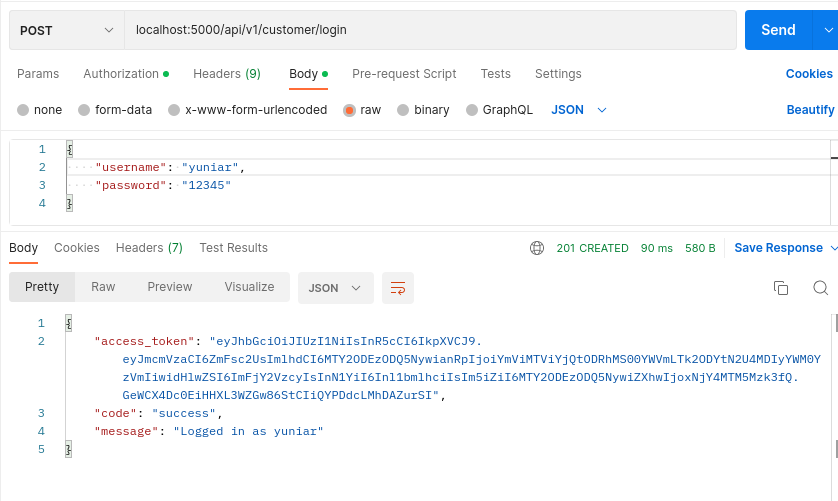 POST localhost:5000/api/v1/customer/login Send
Params Authorization Headers (9) Body Pre-request Script Tests Settings Cookies
none form-data x-www-form-urlencoded raw binary GraphQL JSON Beautify
1 {
2 "username": "yuniar",
3 "password": "12345"
4 }
Body Cookies Headers (7) Test Results 201 CREATED 90 ms 580 B Save Response
Pretty Raw Preview Visualize JSON
1 {
2 "access_token": "eyJhbGciOiJIUzI1NiIsInR5cCI6IkpXVCJ9.
eyJmcmVzaCI6ZmFsc2UsImlhdCI6MTY2ODEzODQ5NywianRpIjoiYmViMTViYjQtODRhMS00YWVmLTk2ODYtN2U4MDIyYWM0Y
zVmIiwidHlwZSI6ImFjY2VzcyIsInN1YiI6Inl1bmlhciIsIm5iZiI6MTY2ODEzODQ5NywiZXhwIjoxNjY4MTM5Mzk3fQ.
GeWCX4Dc0EiHHXL3WZGw86StCIiQYPDdcLMhDAZurSI",
3 "code": "success",
4 "message": "Logged in as yuniar"
5 }